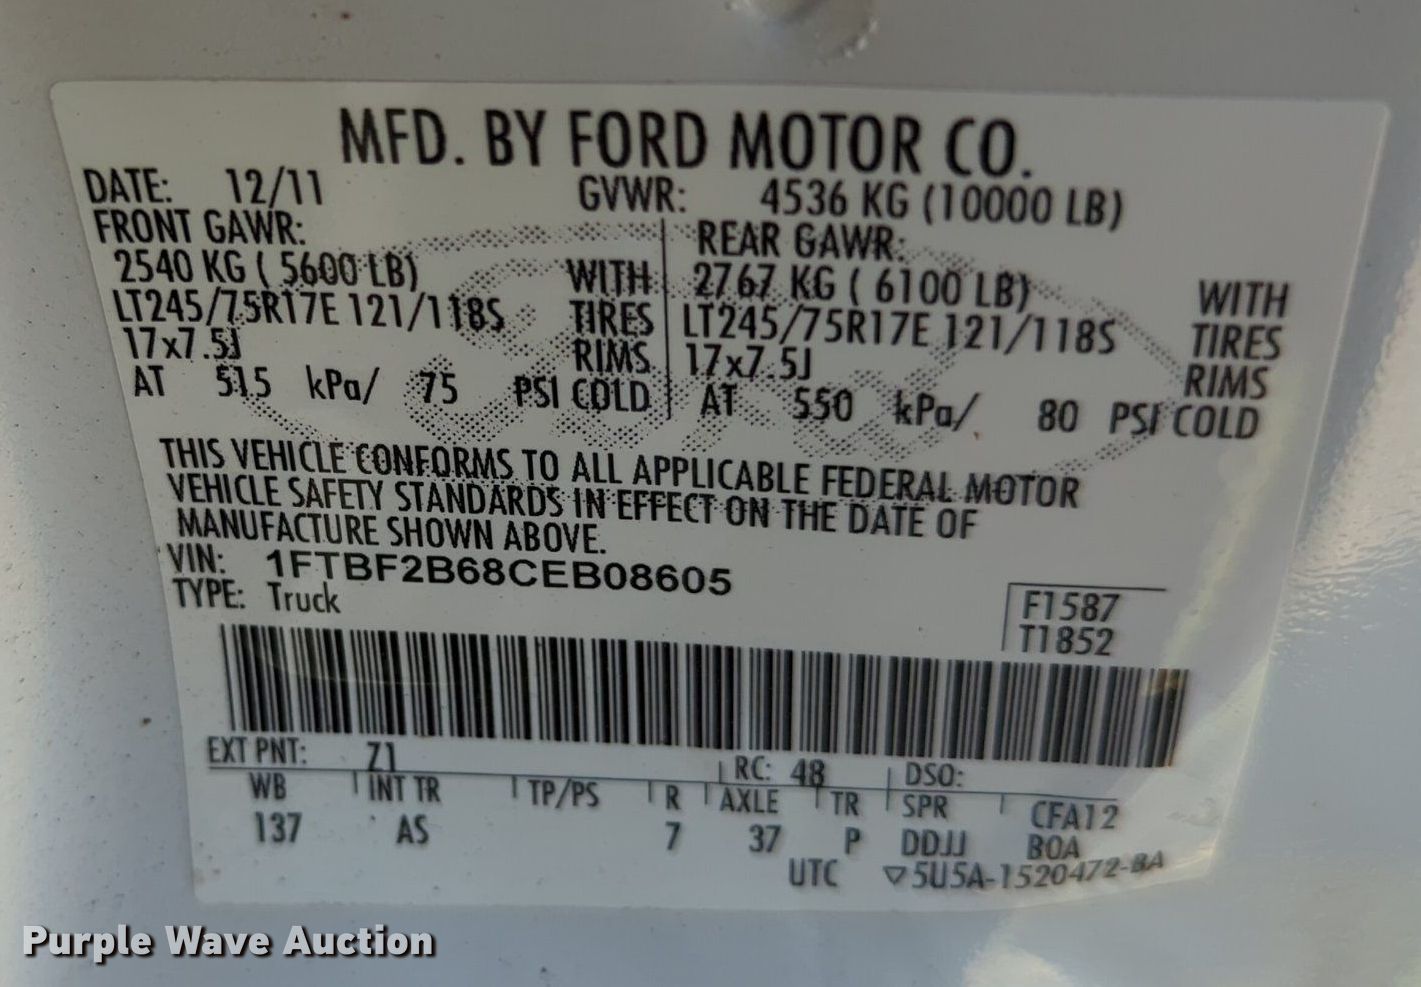 MFD. BY FORD MOTOR CO.
DATE: 12/11 GVWR: 4536 KG (10000 LB)
FRONT GAWR: REAR GAWR:
2540 KG ( 5600 LB) WITH 2767 KG ( 6100 LB) WITH
LT245/75R17E 121/118S TIRES LT245/75R17E 121/118S TIRES
17x7.5J RIMS 17x7.5J RIMS
AT 515 kPa/ 75 PSI COLD AT 550 kPa/ 80 PSI COLD
THIS VEHICLE CONFORMS TO ALL APPLICABLE FEDERAL MOTOR
VEHICLE SAFETY STANDARDS IN EFFECT ON THE DATE OF
MANUFACTURE SHOWN ABOVE.
VIN: 1FTBF2B68CEB08605
TYPE: Truck
F1587
T1852
EXT PNT: Z1 RC: 48 DSO:
WB INT TR TP/PS R AXLE TR SPR CFA12
137 AS 7 37 P DDJJ BOA
UTC ▽5U5A-1520472-BA
Purple Wave Auction